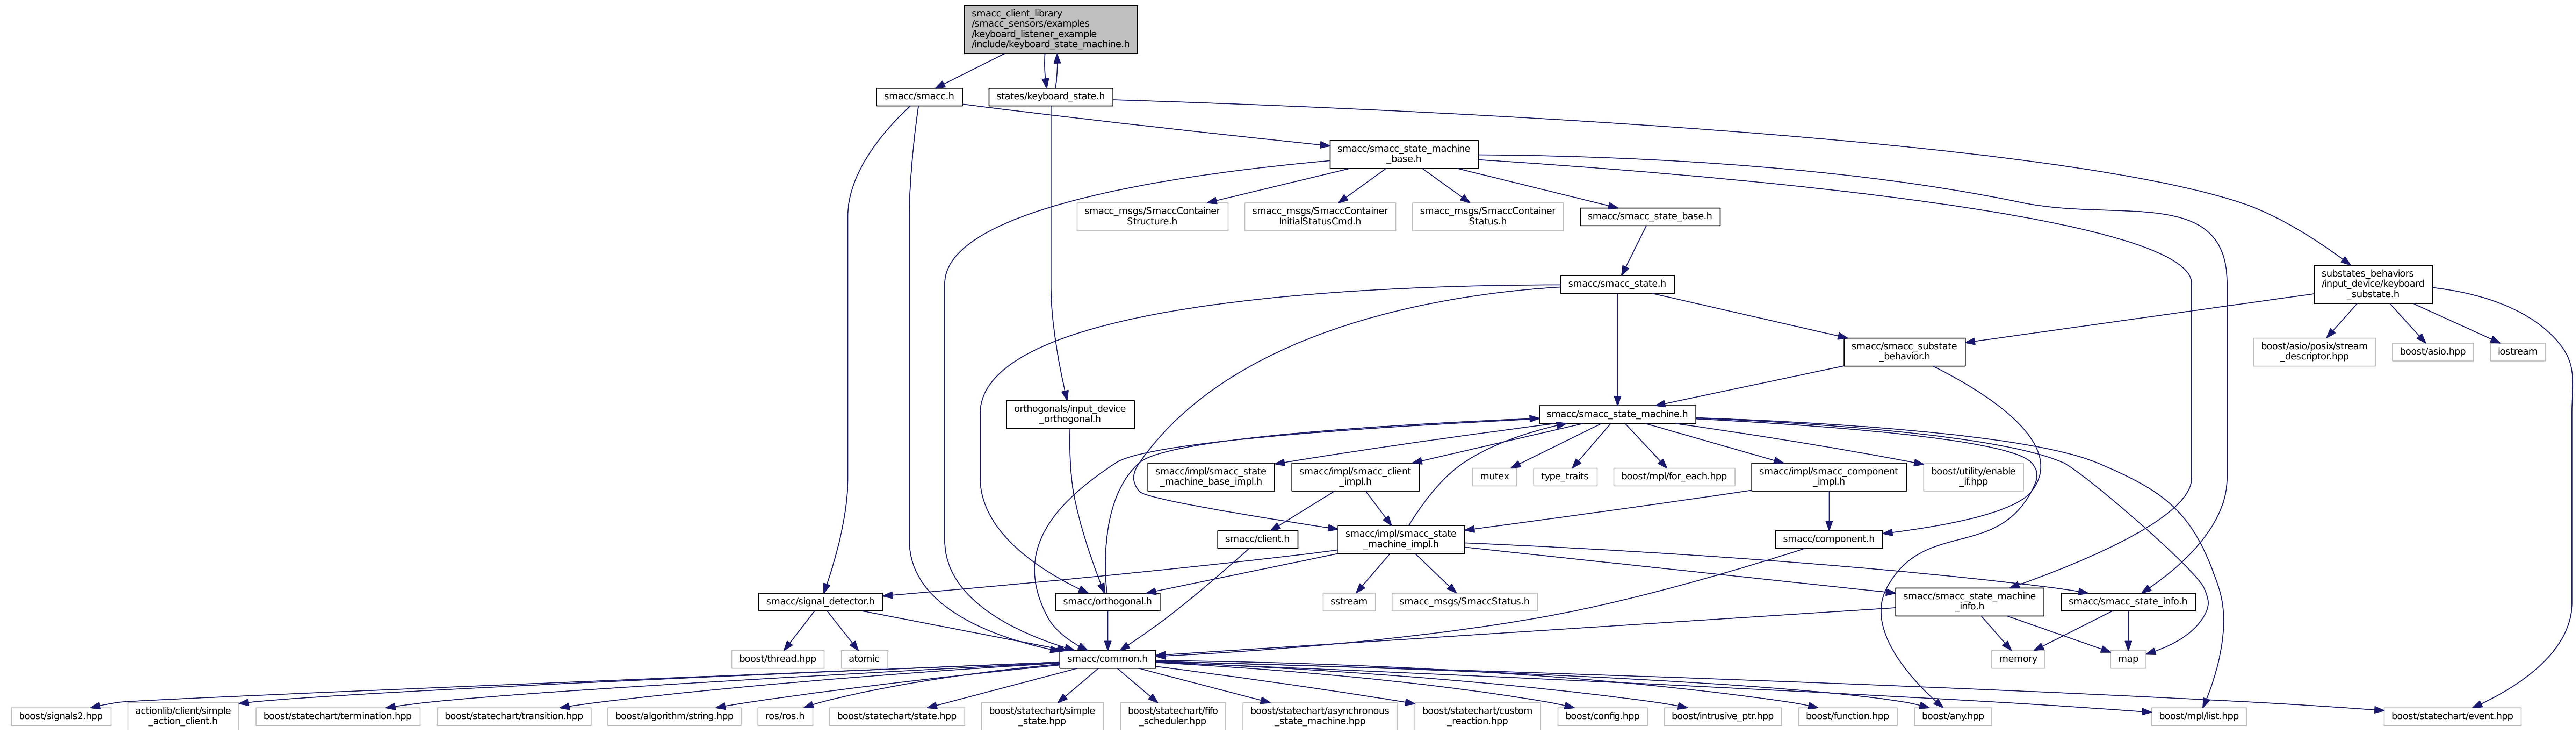 smacc_client_library
/smacc_sensors/examples
/keyboard_listener_example
/include/keyboard_state_machine.h
smacc/smacc.h
states/keyboard_state.h
smacc/smacc_state_machine
_base.h
smacc_msgs/SmaccContainer
Structure.h
smacc_msgs/SmaccContainer
InitialStatusCmd.h
smacc_msgs/SmaccContainer
Status.h
smacc/smacc_state_base.h
smacc/smacc_state.h
substates_behaviors
/input_device/keyboard
_substate.h
smacc/smacc_substate
_behavior.h
boost/asio/posix/stream
_descriptor.hpp
boost/asio.hpp
iostream
orthogonals/input_device
_orthogonal.h
smacc/smacc_state_machine.h
smacc/impl/smacc_state
_machine_base_impl.h
smacc/impl/smacc_client
_impl.h
mutex
type_traits
boost/mpl/for_each.hpp
smacc/impl/smacc_component
_impl.h
boost/utility/enable
_if.hpp
smacc/client.h
smacc/impl/smacc_state
_machine_impl.h
smacc/component.h
smacc/signal_detector.h
smacc/orthogonal.h
sstream
smacc_msgs/SmaccStatus.h
smacc/smacc_state_machine
_info.h
smacc/smacc_state_info.h
boost/thread.hpp
atomic
smacc/common.h
memory
map
boost/signals2.hpp
actionlib/client/simple
_action_client.h
boost/statechart/termination.hpp
boost/statechart/transition.hpp
boost/algorithm/string.hpp
ros/ros.h
boost/statechart/state.hpp
boost/statechart/simple
_state.hpp
boost/statechart/fifo
_scheduler.hpp
boost/statechart/asynchronous
_state_machine.hpp
boost/statechart/custom
_reaction.hpp
boost/config.hpp
boost/intrusive_ptr.hpp
boost/function.hpp
boost/any.hpp
boost/mpl/list.hpp
boost/statechart/event.hpp